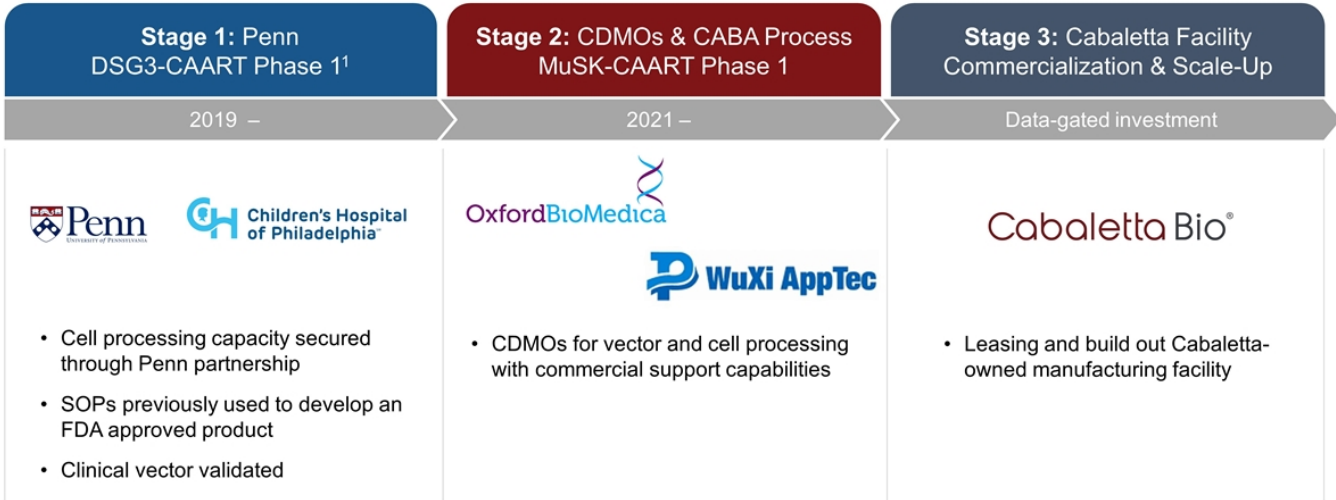 Stage 1: Penn
DSG3-CAART Phase 1¹
2019 –
Penn
UNIVERSITY of PENNSYLVANIA
Children's Hospital
of Philadelphia™
• Cell processing capacity secured
through Penn partnership
• SOPs previously used to develop an
FDA approved product
• Clinical vector validated
Stage 2: CDMOs & CABA Process
MuSK-CAART Phase 1
2021 –
OxfordBioMedica
WuXi AppTec
• CDMOs for vector and cell processing
with commercial support capabilities
Stage 3: Cabaletta Facility
Commercialization & Scale-Up
Data-gated investment
Cabaletta Bio®
• Leasing and build out Cabaletta-
owned manufacturing facility